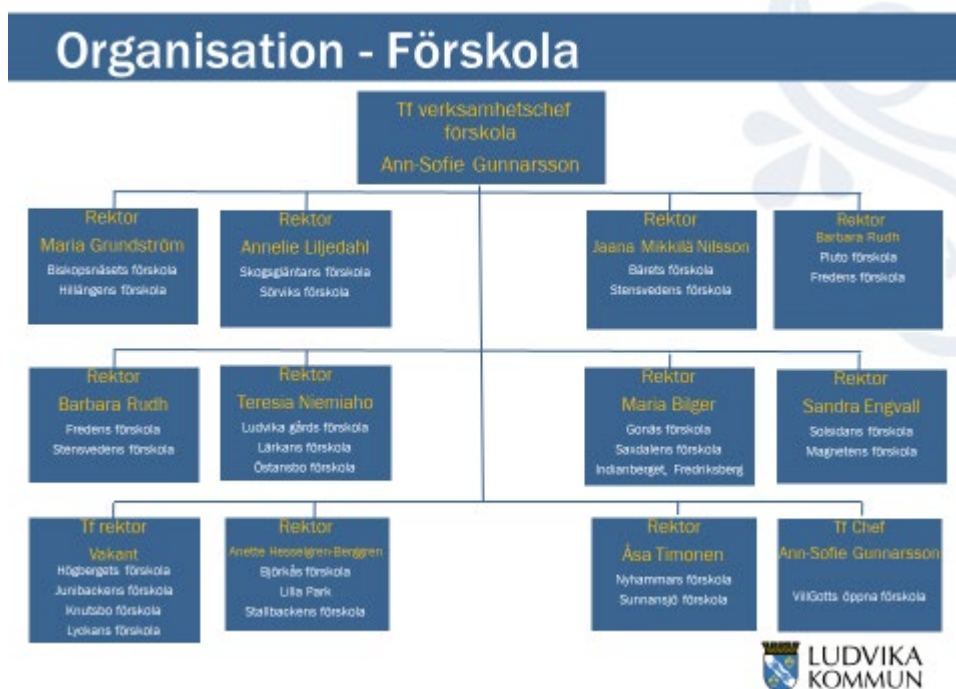 Organisation - Förskola
Tf verksamhetschef
förskola
Ann-Sofie Gunnarsson
Rektor
Maria Grundström
Biskopsnäsets förskola
Hillängens förskola
Rektor
Annelie Liljedahl
Skogsgläntans förskola
Sörviks förskola
Rektor
Jaana Mikkilä Nilsson
Bårets förskola
Stensvedens förskola
Rektor
Barbara Rudh
Pluto förskola
Fredens förskola
Rektor
Barbara Rudh
Fredens förskola
Stensvedens förskola
Rektor
Teresia Niemiaho
Ludvika gårds förskola
Lärkans förskola
Östansbo förskola
Rektor
Maria Bilger
Gonäs förskola
Saxdalens förskola
Indianberget, Fredriksberg
Rektor
Sandra Engvall
Solsidans förskola
Magnetens förskola
Tf rektor
Vakant
Högbergets förskola
Junibackens förskola
Knutsbo förskola
Lyckans förskola
Rektor
Anette Hesselgren-Berggren
Björkås förskola
Lilla Park
Stallbackens förskola
Rektor
Åsa Timonen
Nyhammars förskola
Sunnansjö förskola
Tf Chef
Ann-Sofie Gunnarsson
VillGotts öppna förskola
LUDVIKA
KOMMUN